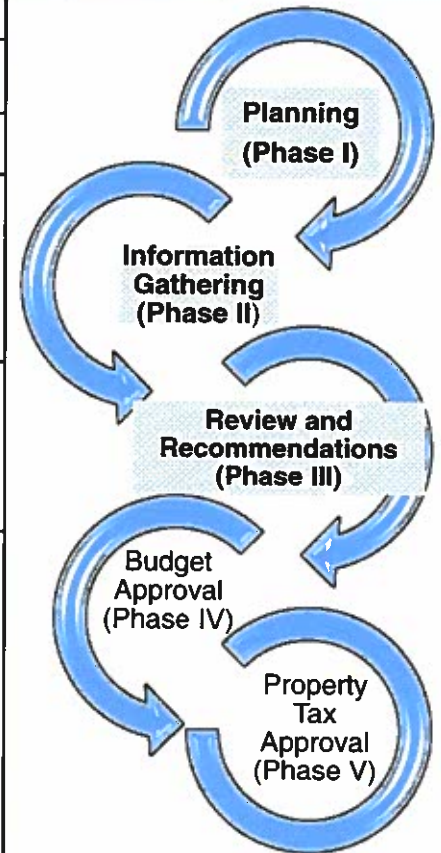 Planning
(Phase I)
Information
Gathering
(Phase II)
Review and
Recommendations
(Phase III)
Budget
Approval
(Phase IV)
Property
Tax
Approval
(Phase V)